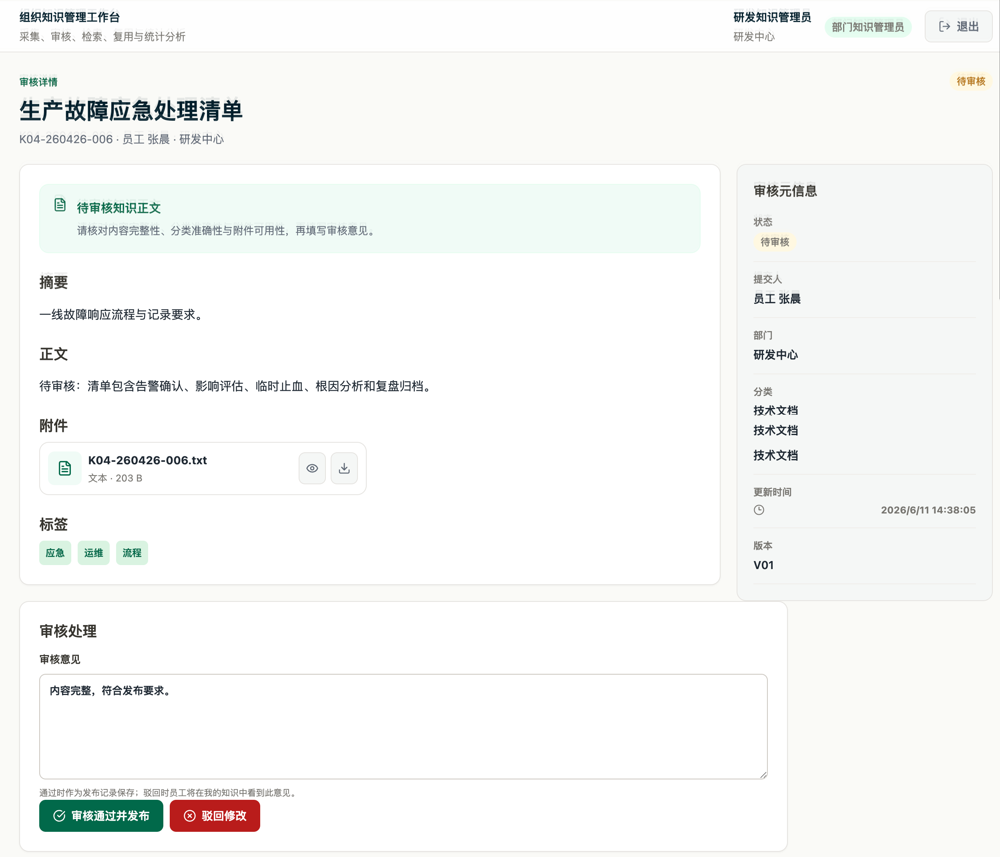 组织知识管理工作台
采集、审核、检索、复用与统计分析
研发知识管理员
研发中心
部门知识管理员
退出
审核详情
待审核
生产故障应急处理清单
K04-260426-006 · 员工 张晨 · 研发中心
待审核知识正文
请核对内容完整性、分类准确性与附件可用性，再填写审核意见。
摘要
一线故障响应流程与记录要求。
正文
待审核：清单包含告警确认、影响评估、临时止血、根因分析和复盘归档。
附件
K04-260426-006.txt
文本 · 203 B
标签
应急
运维
流程
审核元信息
状态
待审核
提交人
员工 张晨
部门
研发中心
分类
技术文档
技术文档
技术文档
更新时间
2026/6/11 14:38:05
版本
V01
审核处理
审核意见
内容完整，符合发布要求。
通过时作为发布记录保存；驳回时员工将在我的知识中看到此意见。
审核通过并发布
驳回修改